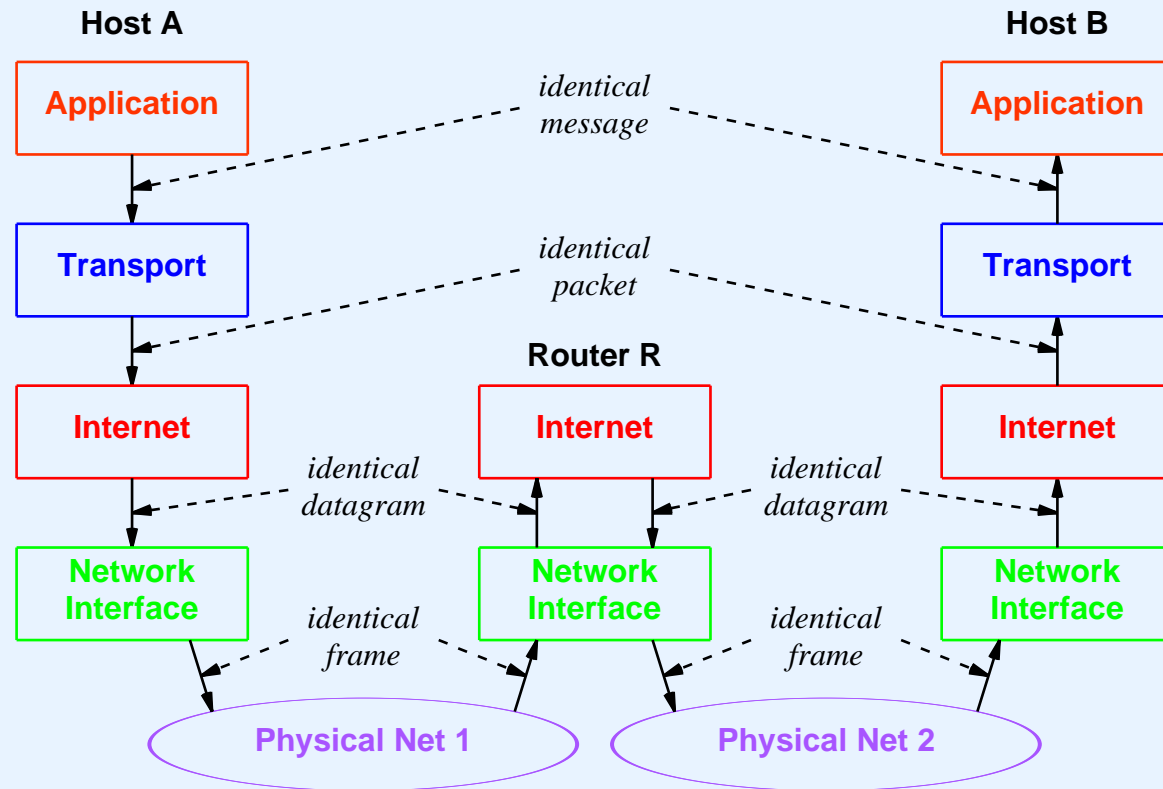 Host A
Host B
Application
identical
message
Application
Transport
identical
packet
Transport
Router R
Internet
Internet
Internet
identical
datagram
identical
datagram
Network
Interface
Network
Interface
Network
Interface
identical
frame
identical
frame
Physical Net 1
Physical Net 2